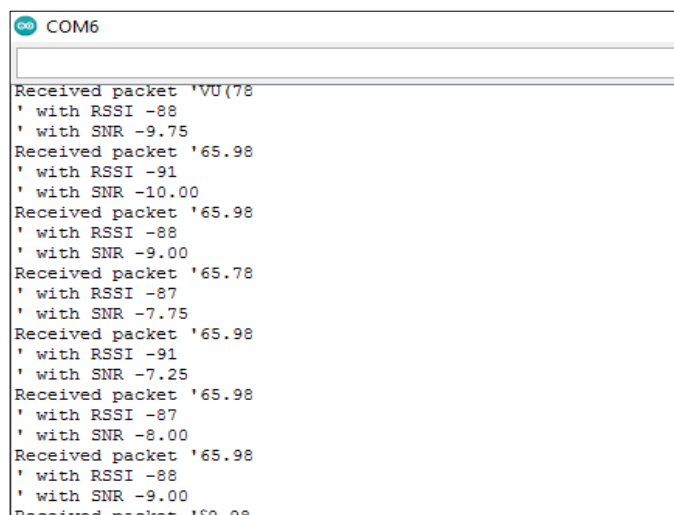 COM6
Received packet 'VU(78
' with RSSI -88
' with SNR -9.75
Received packet '65.98
' with RSSI -91
' with SNR -10.00
Received packet '65.98
' with RSSI -88
' with SNR -9.00
Received packet '65.78
' with RSSI -87
' with SNR -7.75
Received packet '65.98
' with RSSI -91
' with SNR -7.25
Received packet '65.98
' with RSSI -87
' with SNR -8.00
Received packet '65.98
' with RSSI -88
' with SNR -9.00
Received packet